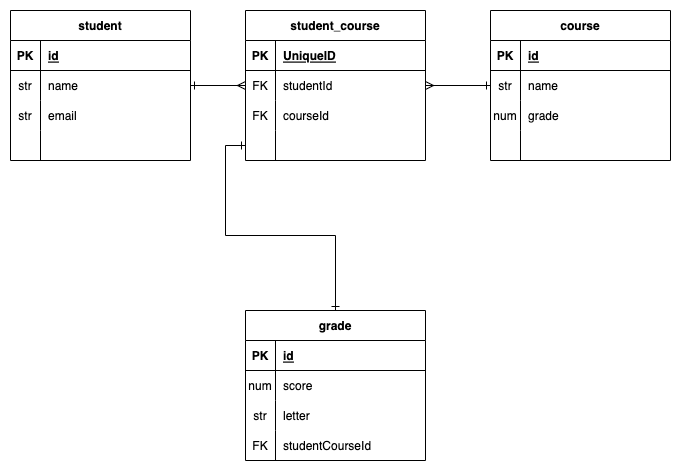 student
PK id
str name
str email
student_course
PK UniqueID
FK studentId
FK courseId
course
PK id
str name
num grade
grade
PK id
num score
str letter
FK studentCourseId